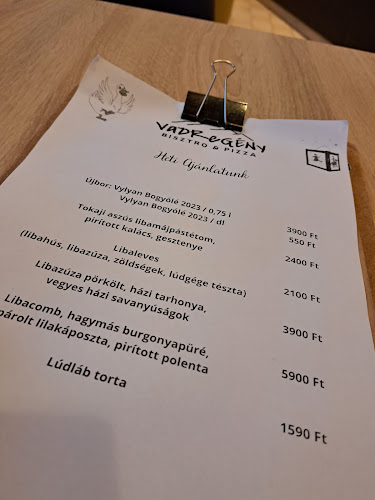 VADREGÉNY
BISZTRO & PIZZA
Heti Ajánlatunk
Újbor: Vylyan Bogyólé 2023 / 0,75 l 3900 Ft
Vylyan Bogyólé 2023 / dl 550 Ft
Tokaji aszús libamájpástétom,
pirított kalács, gesztenye 2400 Ft
Libaleves
(libahús, libazúza, zöldségek, lúdgége tészta) 2100 Ft
Libazúza pörkölt, házi tarhonya,
vegyes házi savanyúságok 3900 Ft
Libacomb, hagymás burgonyapüré,
párolt lilakáposzta, pirított polenta 5900 Ft
Lúdláb torta 1590 Ft